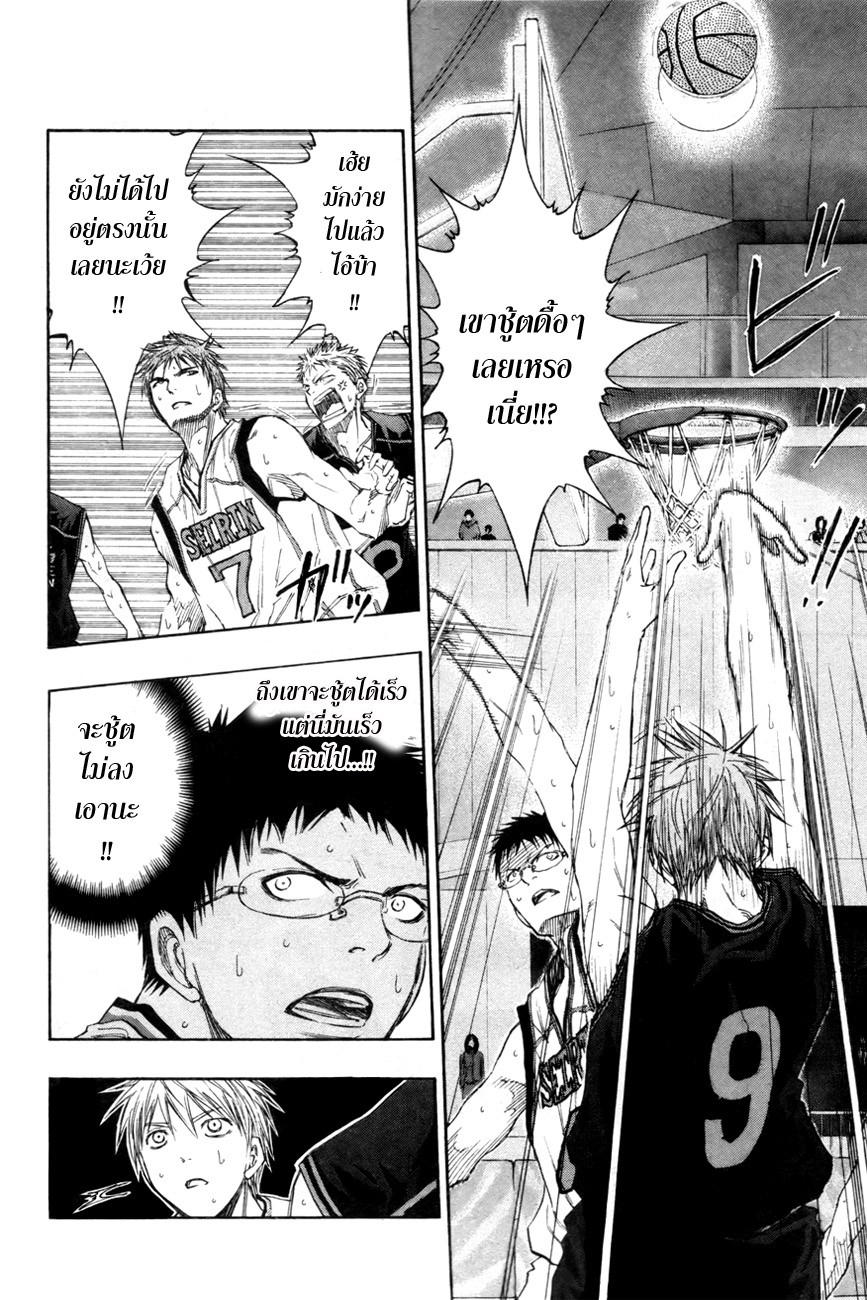 เขาชู้ตดื้อๆ
เลยเหรอ
เนี่ย!!!?
เฮ้ย
มักง่าย
ไปแล้ว
ไอ้บ้า
!!
ยังไม่ได้ไป
อยู่ตรงนั้น
เลยนะเว้ย
!!
SEIRIN
7
ถึงเขาจะชู้ตได้เร็ว
แต่นี่มันเร็ว
เกินไป...!!
จะชู้ต
ไม่ลง
เอานะ
!!
SEIRIN
9